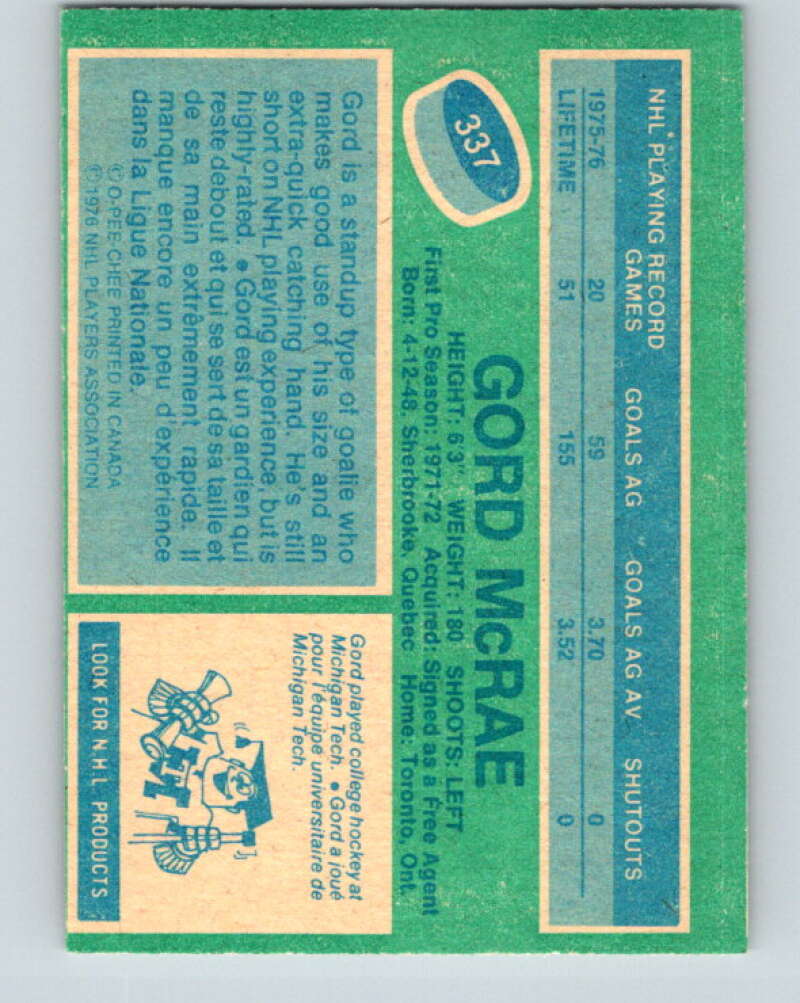 337
GORD McRAE
HEIGHT: 6'3" WEIGHT: 180 SHOOTS: LEFT
First Pro Season: 1971-72 Acquired: Signed as a Free Agent
Born: 4-12-48, Sherbrooke, Quebec Home: Toronto, Ont.
NHL PLAYING RECORD
GAMES GOALS AG GOALS AG AV SHUTOUTS
1975-76 20 59 3.70 0
LIFETIME 51 155 3.52 0
Gord is a standup type of goalie who
makes good use of his size and an
extra-quick catching hand. He's still
short on NHL playing experience, but is
highly-rated. • Gord est un gardien qui
reste debout et qui se sert de sa taille et
de sa main extrêmement rapide. Il
manque encore un peu d'expérience
dans la Ligue Nationale.
© O-PEE-CHEE PRINTED IN CANADA
© 1976 NHL PLAYERS ASSOCIATION
Gord played college hockey at
Michigan Tech. • Gord a joué
pour l'équipe universitaire de
Michigan Tech.
MT
LOOK FOR N.H.L PRODUCTS